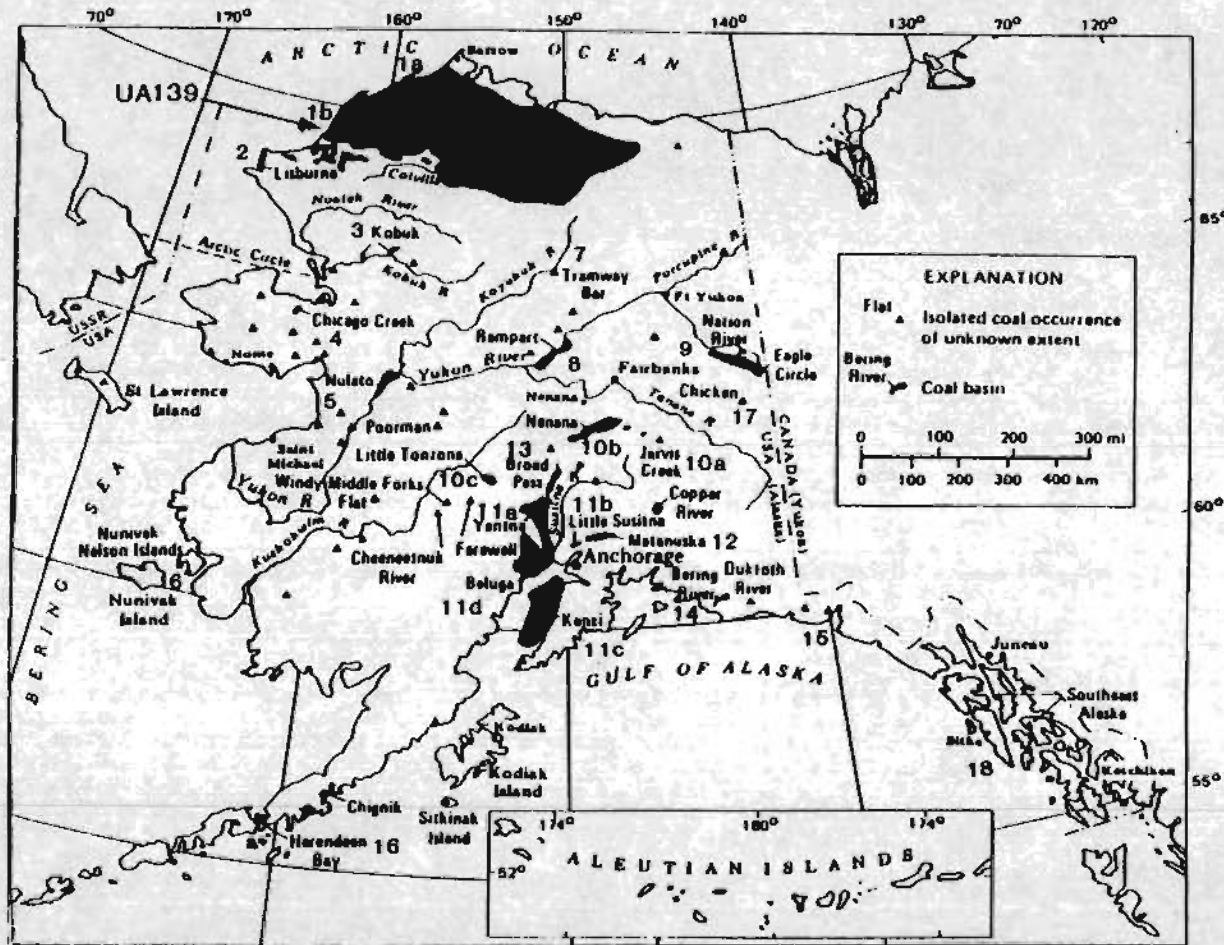 70°
170°
160°
150°
140°
130°
70°
120°
ARCTIC OCEAN
1a
Barrow
UA139
1b
2
Lisburne
Colville
Noatak River
3 Kobuk
Kobuk R
Arctic Circle
7
Tramway
Bar
Koyukuk R
Porcupine R
65°
USSR
USA
Chicago Creek
4
Nome
St Lawrence
Island
Nulato
5
Yukon River
Rampart
8
Ft Yukon
Nation
River
9
Eagle
Circle
Fairbanks
Chicken
17
Tanana R
Nenana
Nenana
10b
Poorman
Little Tonzona
13
Broad
Pass
Jarvis
Creek
10a
10c
Saint
Michael
Windy
Middle Forks
Flat
Yukon R
Kuskokwim R
Cheeneetnuk
River
Farewell
11a
Yentna
Susitna
11b
Little Susitna
Copper
River
Matanuska
12
Anchorage
Beluga
11d
Kenai
11c
Bering
River
14
Duktoth
River
15
CANADA (YUKON)
USA (ALASKA)
60°
BERING SEA
Nunivak
Nelson Islands
6
Nunivak
Island
GULF OF ALASKA
Juneau
Southeast
Alaska
Sitka
18
Ketchikan
55°
Kodiak
Kodiak
Island
Sitkinak
Island
Chignik
Herendeen
Bay
16
174°
180°
174°
52°
ALEUTIAN ISLANDS
EXPLANATION
Flat
Isolated coal occurrence
of unknown extent
Bering
River
Coal basin
0 100 200 300 mi
0 100 200 300 400 km